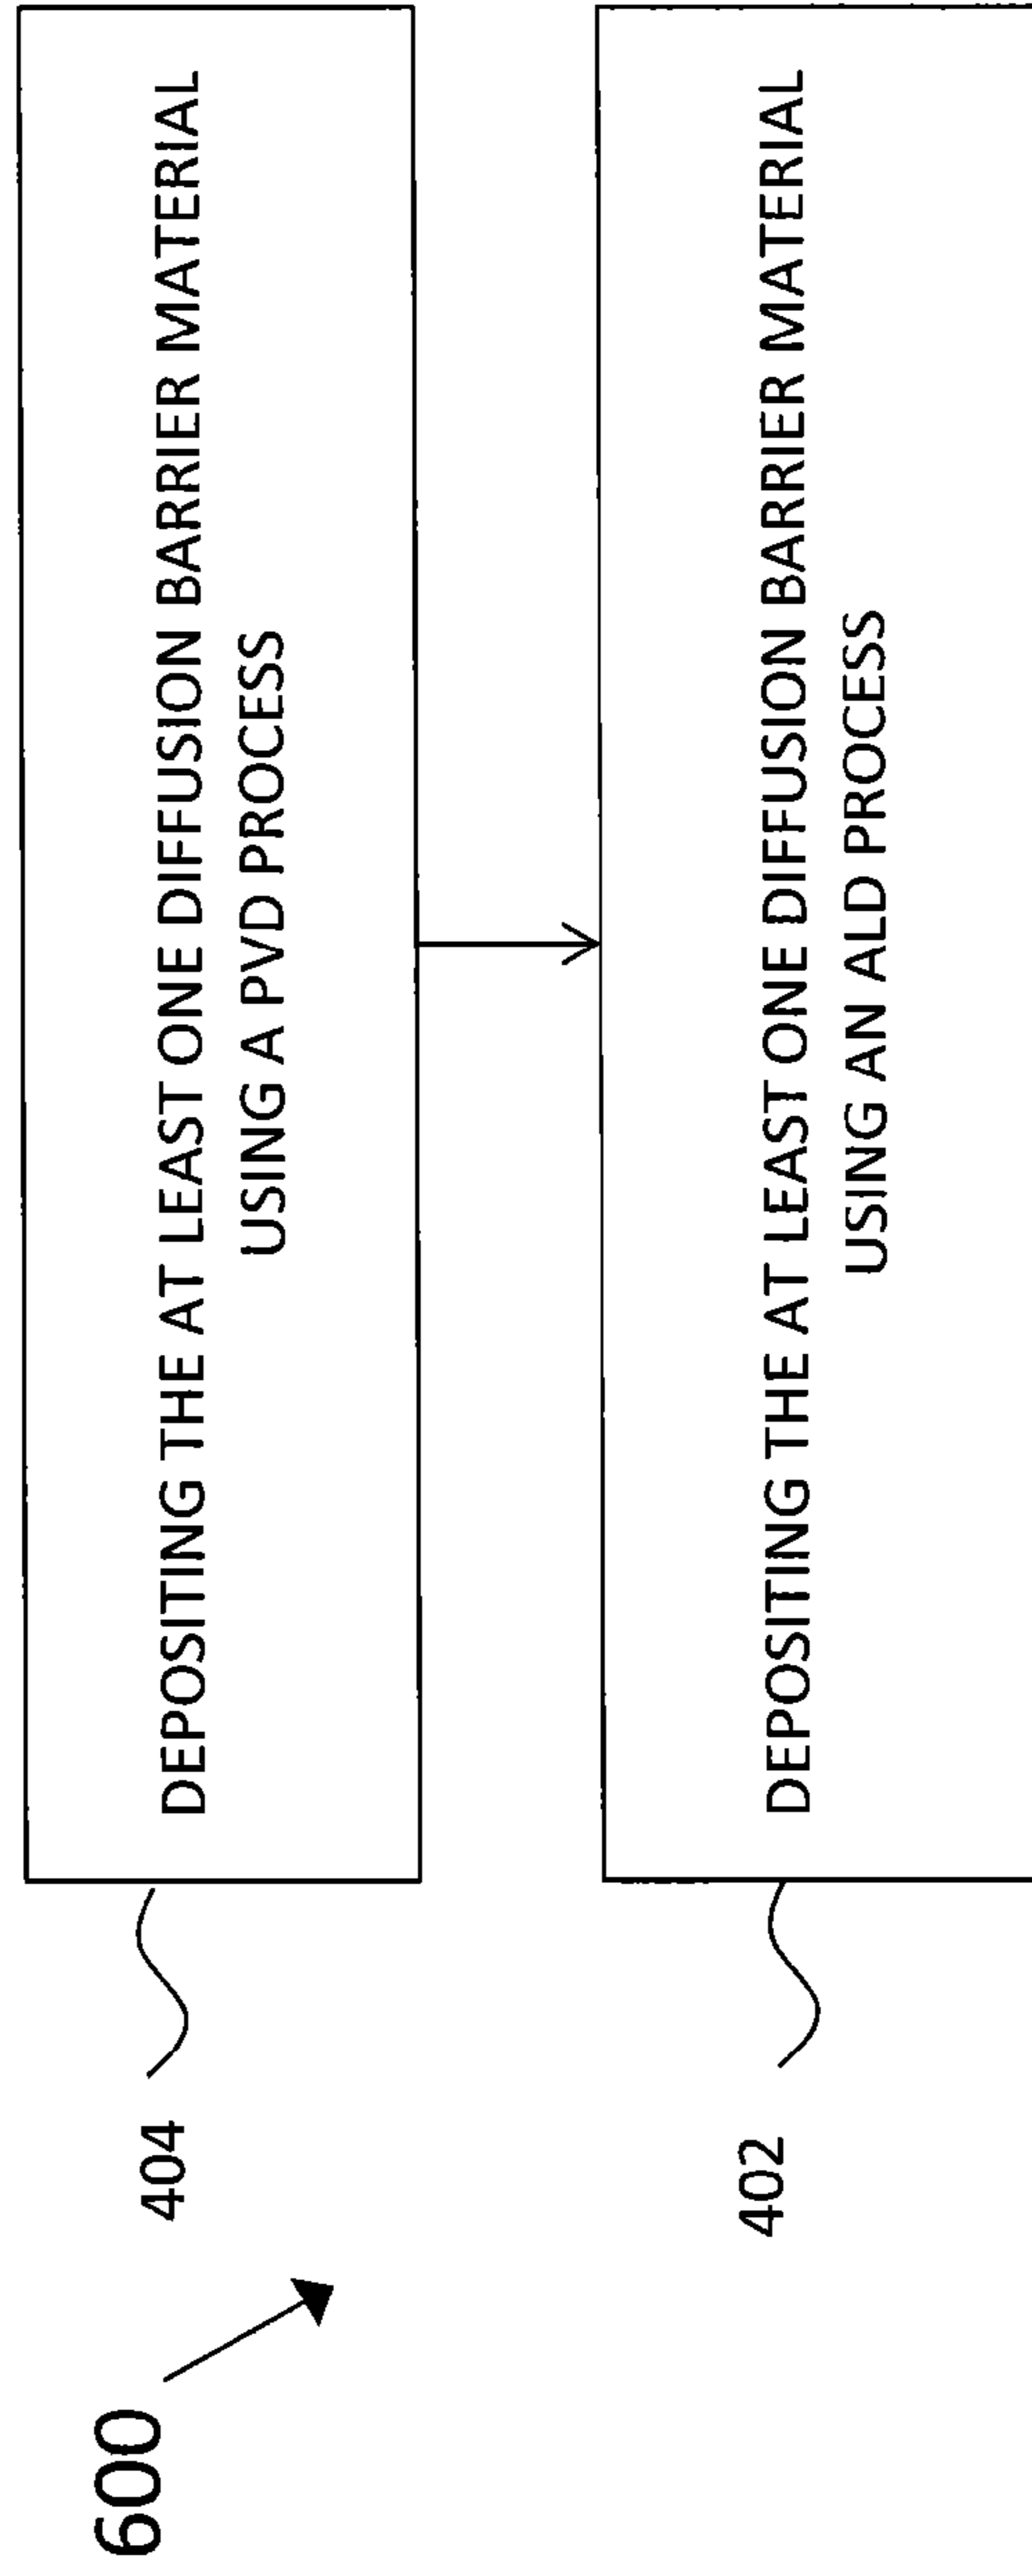 600
404
DEPOSITING THE AT LEAST ONE DIFFUSION BARRIER MATERIAL
USING A PVD PROCESS
402
DEPOSITING THE AT LEAST ONE DIFFUSION BARRIER MATERIAL
USING AN ALD PROCESS